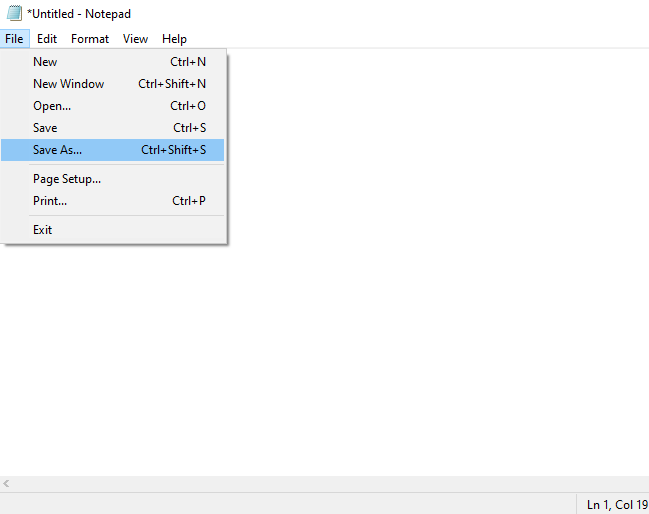 *Untitled - Notepad
File Edit Format View Help
New Ctrl+N
New Window Ctrl+Shift+N
Open... Ctrl+O
Save Ctrl+S
Save As... Ctrl+Shift+S
Page Setup...
Print... Ctrl+P
Exit
Ln 1, Col 19